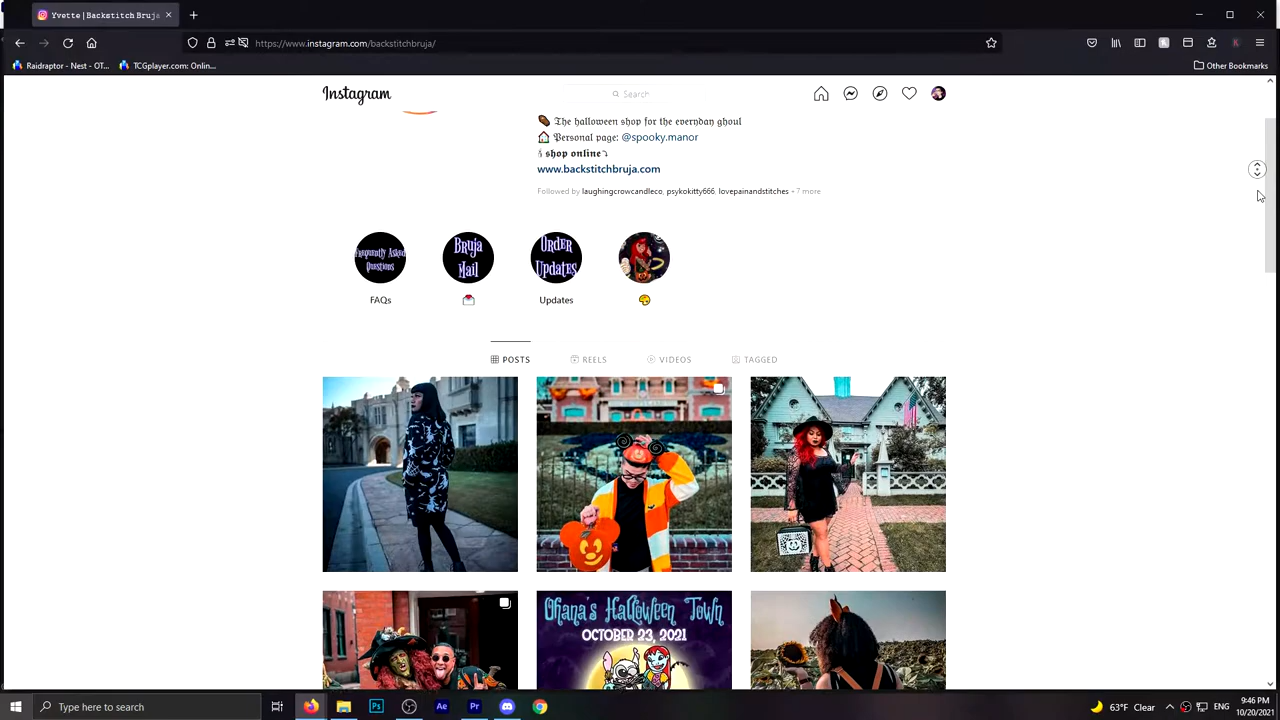 Yvette | Backstitch Bruja
https://www.instagram.com/backstitchbruja/
Raidraptor - Nest - OT...
TCGplayer.com: Onlin...
Other Bookmarks
Instagram
Search
The halloween shop for the everyday ghoul
Personal page: @spooky.manor
shop online
www.backstitchbruja.com
Followed by laughingcrowcandleco, psykokitty666, lovepainandstitches • 7 more
Frequently Asked Questions
Bruja Mail
Order Updates
FAQs
Updates
POSTS
REELS
VIDEOS
TAGGED
Ohana's Halloween Town
OCTOBER 23, 2021
Type here to search
Ps
Ae
Pr
63°F Clear
ENG
9:46 PM
10/20/2021